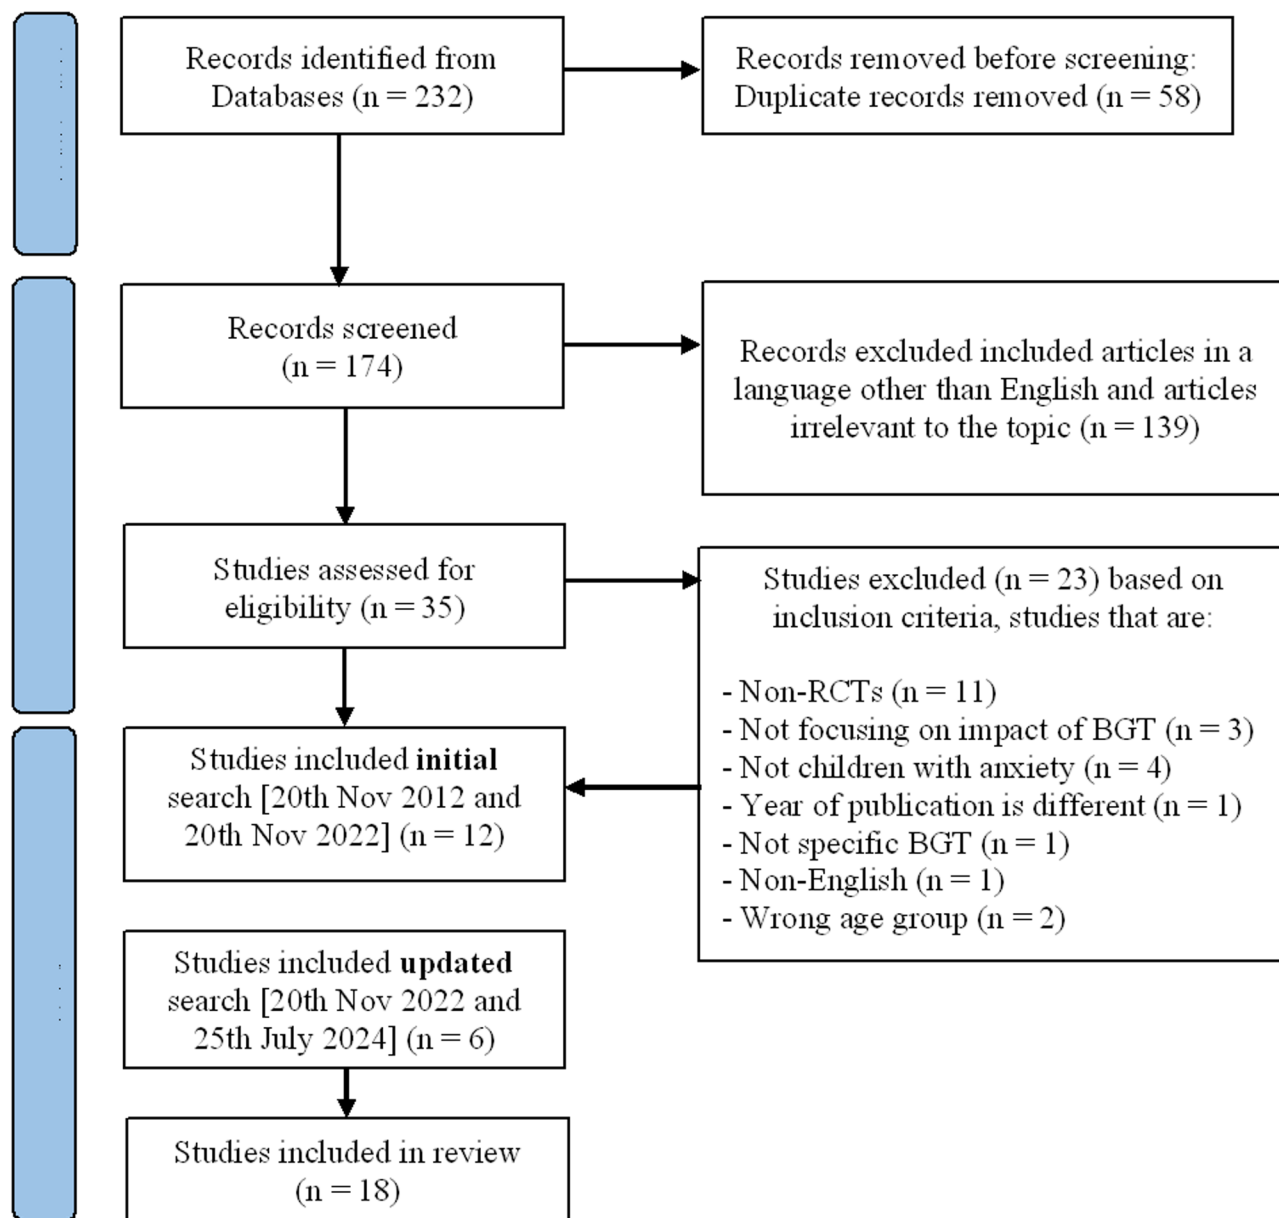 Records identified from
Databases (n = 232)
Records removed before screening:
Duplicate records removed (n = 58)
Records screened
(n = 174)
Records excluded included articles in a
language other than English and articles
irrelevant to the topic (n = 139)
Studies assessed for
eligibility (n = 35)
Studies excluded (n = 23) based on
inclusion criteria, studies that are:
- Non-RCTs (n = 11)
- Not focusing on impact of BGT (n = 3)
- Not children with anxiety (n = 4)
- Year of publication is different (n = 1)
- Not specific BGT (n = 1)
- Non-English (n = 1)
- Wrong age group (n = 2)
Studies included initial
search [20th Nov 2012 and
20th Nov 2022] (n = 12)
Studies included updated
search [20th Nov 2022 and
25th July 2024] (n = 6)
Studies included in review
(n = 18)